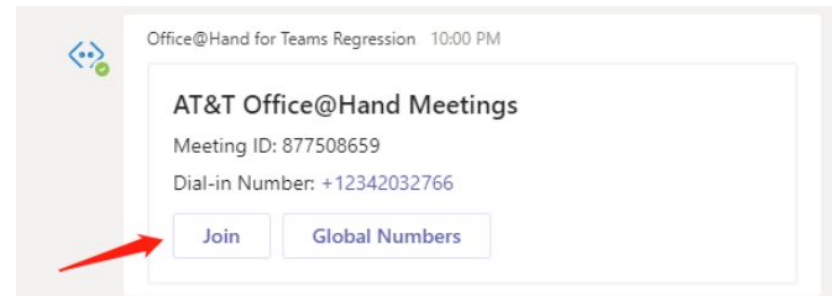 Office@Hand for Teams Regression 10:00 PM
AT&T Office@Hand Meetings
Meeting ID: 877508659
Dial-in Number: +12342032766
Join Global Numbers